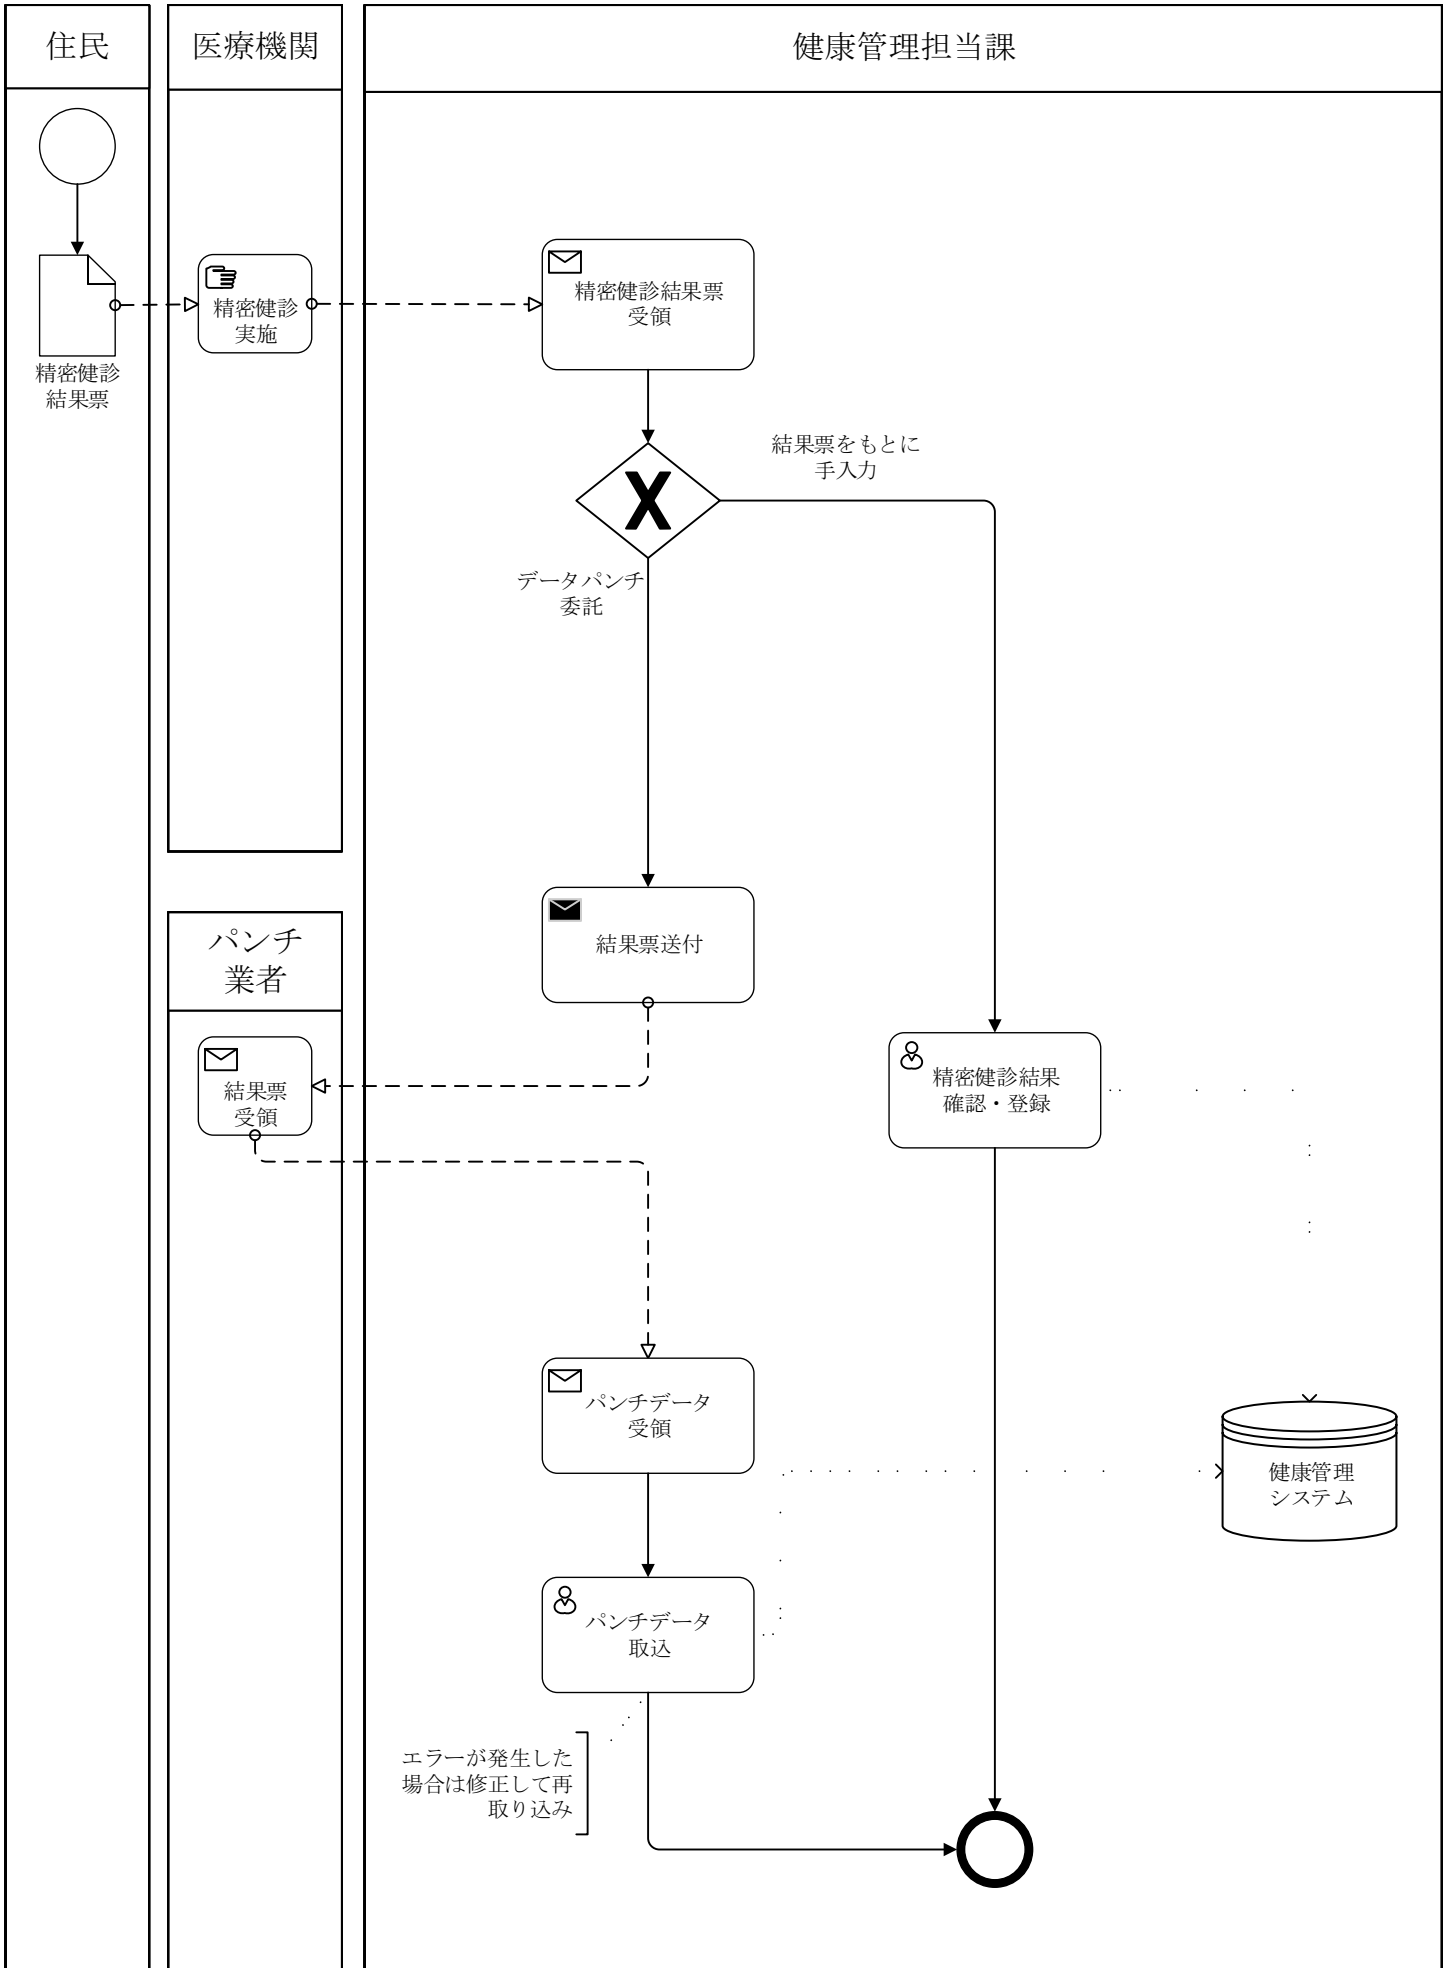 住民
医療機関
健康管理担当課
精密健診
結果票
精密健診
実施
精密健診結果票
受領
結果票をもとに
手入力
データパンチ
委託
結果票送付
パンチ
業者
結果票
受領
精密健診結果
確認・登録
パンチデータ
受領
健康管理
システム
パンチデータ
取込
エラーが発生した
場合は修正して再
取り込み